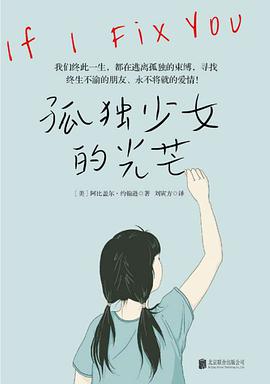 If I Fix You
我们终此一生，都在逃离孤独的束缚，寻找
终生不渝的朋友、永不将就的爱情！
孤独少女
的光芒
［美］阿比盖尔·约翰逊 著　刘寅方 译
北京联合出版公司